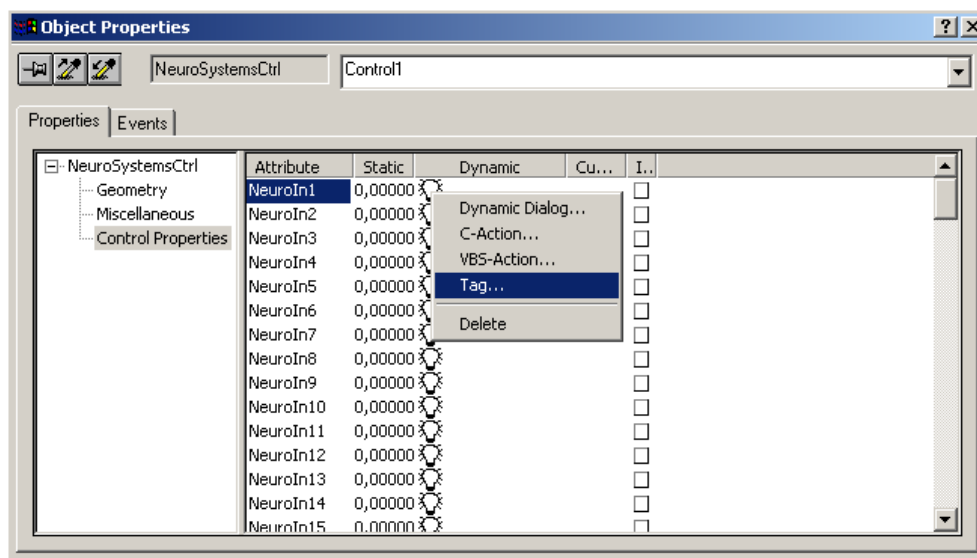 Object Properties
NeuroSystemsCtrl Control1
Properties Events
NeuroSystemsCtrl
Geometry
Miscellaneous
Control Properties
Attribute Static Dynamic Cu... I..
NeuroIn1 0,00000
NeuroIn2 0,00000
NeuroIn3 0,00000
NeuroIn4 0,00000
NeuroIn5 0,00000
NeuroIn6 0,00000
NeuroIn7 0,00000
NeuroIn8 0,00000
NeuroIn9 0,00000
NeuroIn10 0,00000
NeuroIn11 0,00000
NeuroIn12 0,00000
NeuroIn13 0,00000
NeuroIn14 0,00000
NeuroIn15 0,00000
Dynamic Dialog...
C-Action...
VBS-Action...
Tag...
Delete